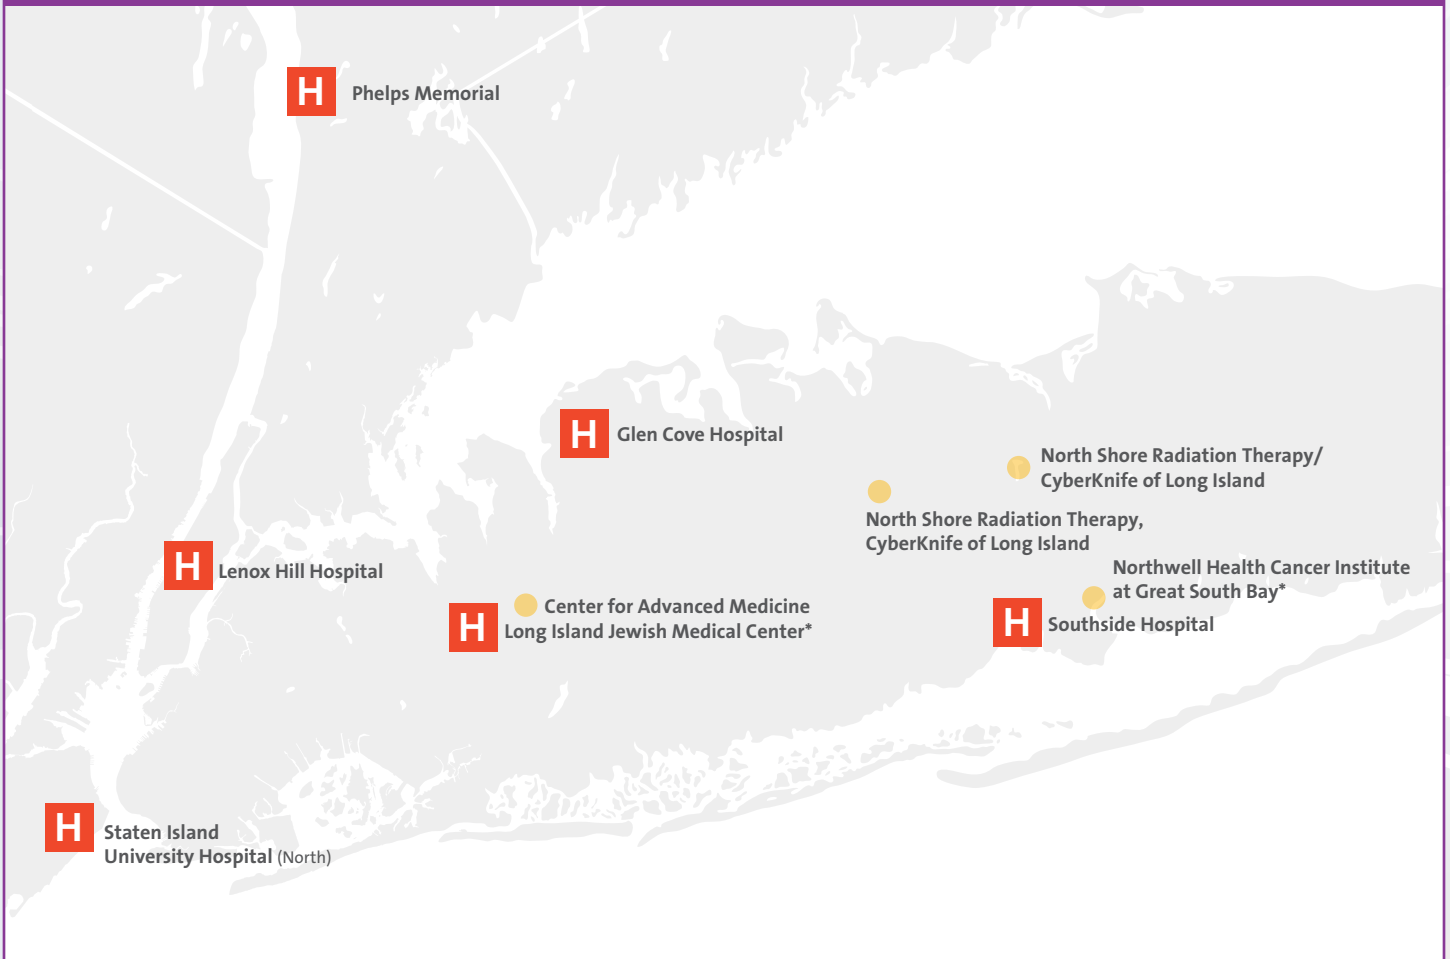 H Phelps Memorial
H Glen Cove Hospital
North Shore Radiation Therapy/
CyberKnife of Long Island
North Shore Radiation Therapy,
CyberKnife of Long Island
H Lenox Hill Hospital
Northwell Health Cancer Institute
at Great South Bay*
Center for Advanced Medicine
H Long Island Jewish Medical Center*
H Southside Hospital
H Staten Island
University Hospital (North)